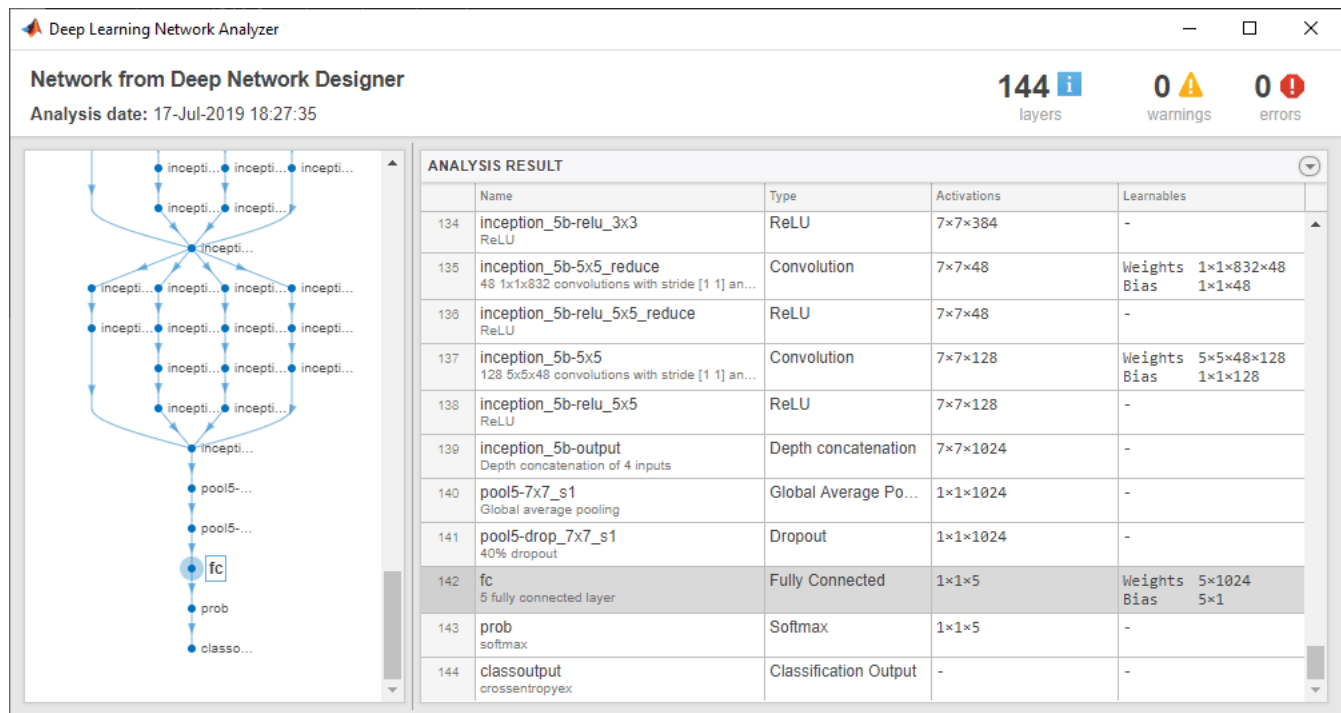 Deep Learning Network Analyzer
Network from Deep Network Designer
Analysis date: 17-Jul-2019 18:27:35
144 i
layers
0
warnings
0
errors
incepti... incepti... incepti...
incepti... incepti...
incepti...
incepti... incepti... incepti... incepti...
incepti... incepti... incepti... incepti...
incepti... incepti... incepti...
incepti... incepti...
incepti...
pool5-...
pool5-...
fc
prob
classo...
ANALYSIS RESULT
Name Type Activations Learnables
134 inception_5b-relu_3x3 ReLU 7×7×384 -
ReLU
135 inception_5b-5x5_reduce Convolution 7×7×48 Weights 1×1×832×48
48 1x1x832 convolutions with stride [1 1] an... Bias 1×1×48
136 inception_5b-relu_5x5_reduce ReLU 7×7×48 -
ReLU
137 inception_5b-5x5 Convolution 7×7×128 Weights 5×5×48×128
128 5x5x48 convolutions with stride [1 1] an... Bias 1×1×128
138 inception_5b-relu_5x5 ReLU 7×7×128 -
ReLU
139 inception_5b-output Depth concatenation 7×7×1024 -
Depth concatenation of 4 inputs
140 pool5-7x7_s1 Global Average Po... 1×1×1024 -
Global average pooling
141 pool5-drop_7x7_s1 Dropout 1×1×1024 -
40% dropout
142 fc Fully Connected 1×1×5 Weights 5×1024
5 fully connected layer Bias 5×1
143 prob Softmax 1×1×5 -
softmax
144 classoutput Classification Output - -
crossentropyex